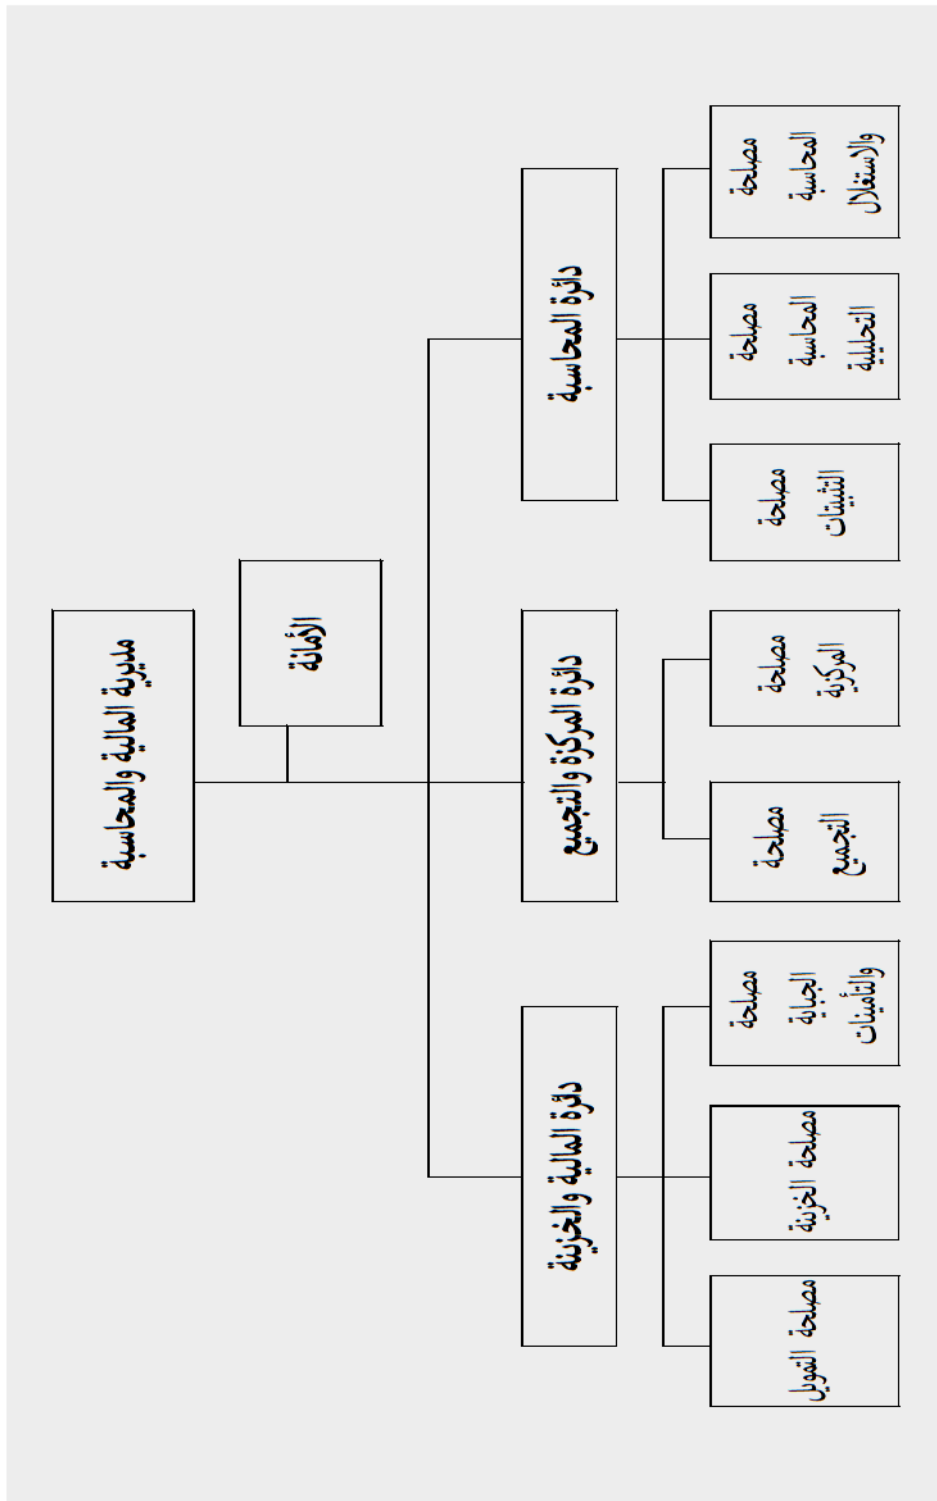 مديرية المالية والمحاسبة
الأمانة
دائرة المحاسبة
دائرة المركزة والتجميع
دائرة المالية والخزينة
مصلحة
المحاسبة
والاستغلال
مصلحة
المحاسبة
التحليلية
مصلحة
التثبيتات
مصلحة
المركزية
مصلحة
التجميع
مصلحة
الجباية
والتأمينات
مصلحة الخزينة
مصلحة التمويل